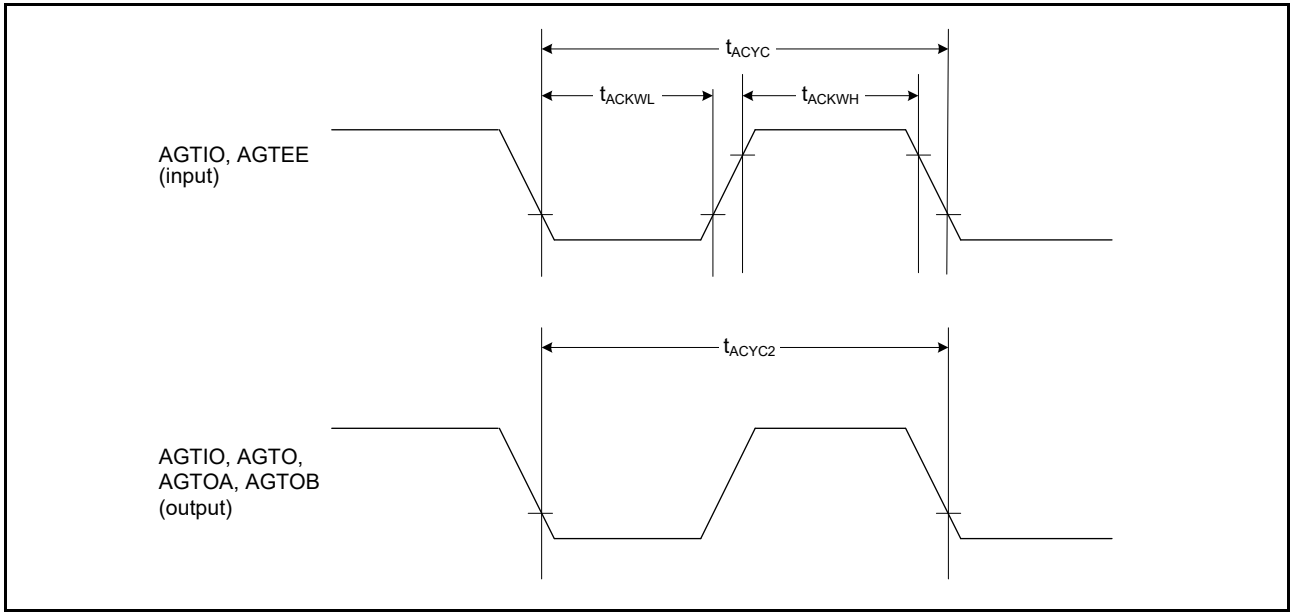 tACYC
tACKWL
tACKWH
AGTIO, AGTEE
(input)
tACYC2
AGTIO, AGTO,
AGTOA, AGTOB
(output)